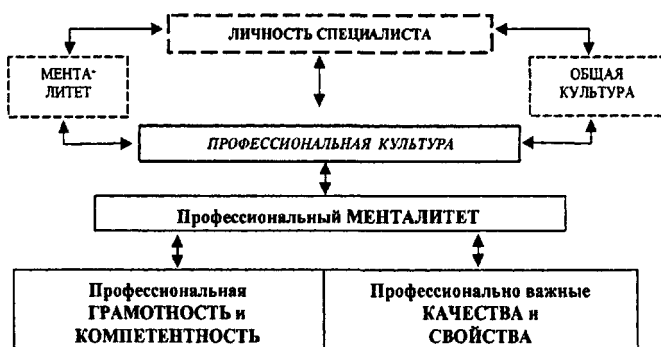 ЛИЧНОСТЬ СПЕЦИАЛИСТА
МЕНТА-
ЛИТЕТ
ОБЩАЯ
КУЛЬТУРА
ПРОФЕССИОНАЛЬНАЯ КУЛЬТУРА
Профессиональный МЕНТАЛИТЕТ
Профессиональная
ГРАМОТНОСТЬ и
КОМПЕТЕНТНОСТЬ
Профессионально важные
КАЧЕСТВА и
СВОЙСТВА